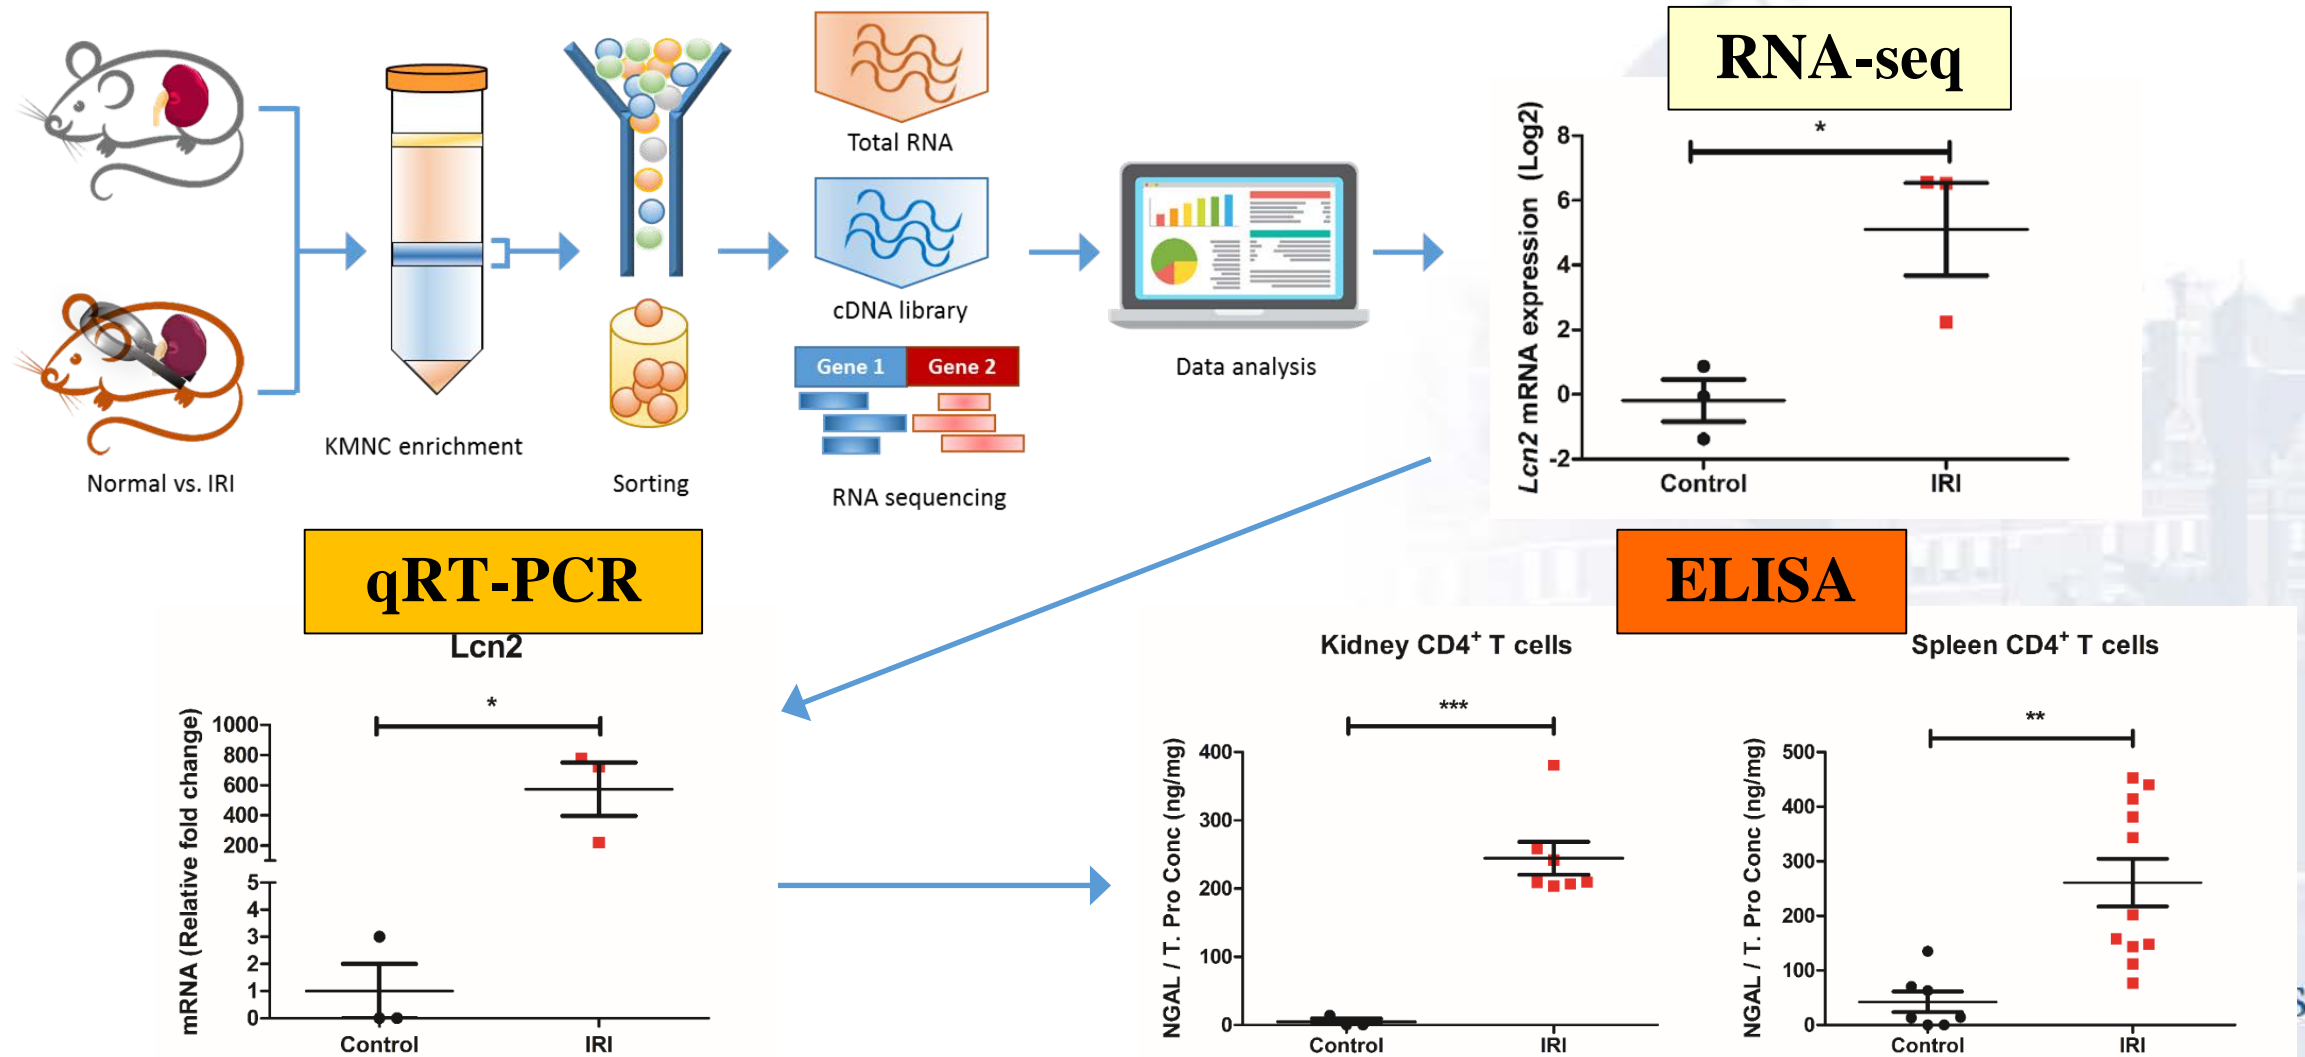 Normal vs. IRI
KMNC enrichment
Sorting
Total RNA
cDNA library
Gene 1 Gene 2
RNA sequencing
Data analysis
RNA-seq
Lcn2 mRNA expression (Log2)
*
8
6
4
2
0
-2
Control IRI
qRT-PCR
Lcn2
mRNA (Relative fold change)
*
1000
800
600
400
200
5
4
3
2
1
0
Control IRI
ELISA
Kidney CD4+ T cells
NGAL / T. Pro Conc (ng/mg)
***
400
300
200
100
0
Control IRI
Spleen CD4+ T cells
NGAL / T. Pro Conc (ng/mg)
**
500
400
300
200
100
0
Control IRI